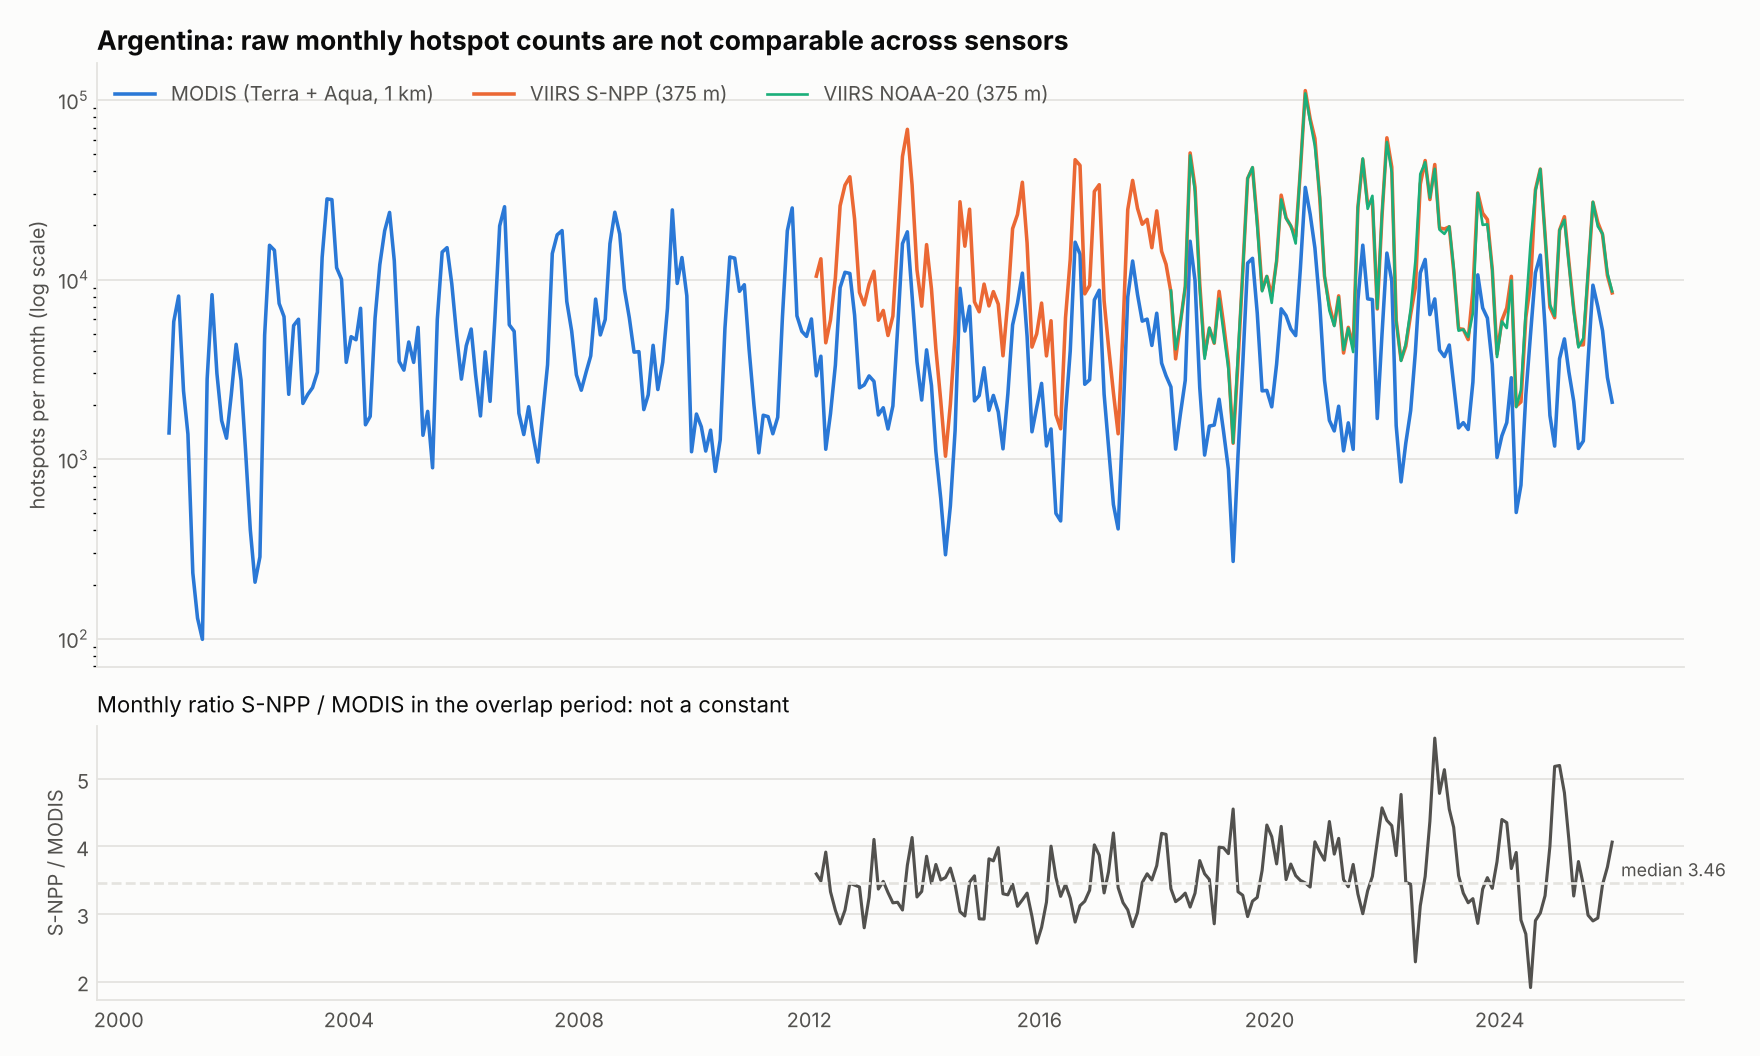 Argentina: raw monthly hotspot counts are not comparable across sensors
MODIS (Terra + Aqua, 1 km)
VIIRS S-NPP (375 m)
VIIRS NOAA-20 (375 m)
hotspots per month (log scale)
10⁵
10⁴
10³
10²
Monthly ratio S-NPP / MODIS in the overlap period: not a constant
S-NPP / MODIS
5
4
3
2
median 3.46
2000
2004
2008
2012
2016
2020
2024